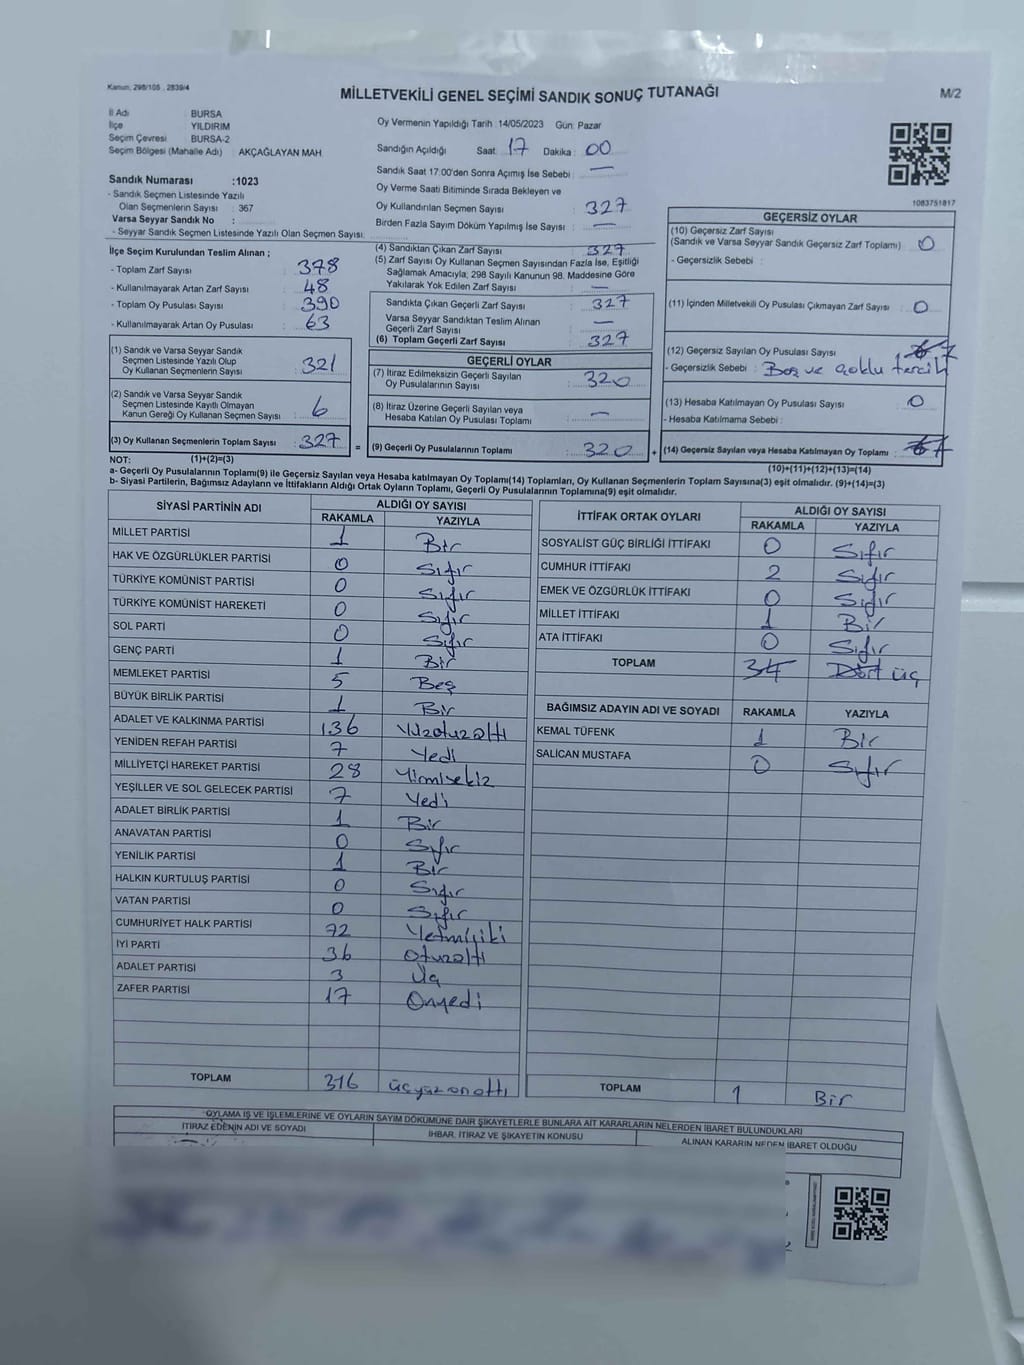 Kanun; 298/105 , 2839/4
MİLLETVEKİLİ GENEL SEÇİMİ SANDIK SONUÇ TUTANAĞI
M/2
İl Adı : BURSA
İlçe : YILDIRIM
Seçim Çevresi : BURSA-2
Seçim Bölgesi (Mahalle Adı) : AKÇAĞLAYAN MAH.
Sandık Numarası :1023
- Sandık Seçmen Listesinde Yazılı
Olan Seçmenlerin Sayısı : 367
Varsa Seyyar Sandık No :
- Seyyar Sandık Seçmen Listesinde Yazılı Olan Seçmen Sayısı:
Oy Vermenin Yapıldığı Tarih :14/05/2023 Gün: Pazar
Sandığın Açıldığı Saat: 17 Dakika: 00
Sandık Saat 17.00'den Sonra Açımış İse Sebebi : —
Oy Verme Saati Bitiminde Sırada Bekleyen ve
Oy Kullandırılan Seçmen Sayısı : 327
Birden Fazla Sayım Döküm Yapılmış İse Sayısı: —
1083751817
İlçe Seçim Kurulundan Teslim Alınan ;
- Toplam Zarf Sayısı : 378
- Kullanılmayarak Artan Zarf Sayısı : 48
- Toplam Oy Pusulası Sayısı : 390
- Kullanılmayarak Artan Oy Pusulası : 63
(1) Sandık ve Varsa Seyyar Sandık
Seçmen Listesinde Yazılı Olup
Oy Kullanan Seçmenlerin Sayısı : 321
(2) Sandık ve Varsa Seyyar Sandık
Seçmen Listesinde Kayıtlı Olmayan
Kanun Gereği Oy Kullanan Seçmen Sayısı : 6
(3) Oy Kullanan Seçmenlerin Toplam Sayısı : 327
(1)+(2)=(3)
(4) Sandıktan Çıkan Zarf Sayısı : 327
(5) Zarf Sayısı Oy Kullanan Seçmen Sayısından Fazla İse, Eşitliği
Sağlamak Amacıyla; 298 Sayılı Kanunun 98. Maddesine Göre
Yakılarak Yok Edilen Zarf Sayısı : —
Sandıkta Çıkan Geçerli Zarf Sayısı : 327
Varsa Seyyar Sandıktan Teslim Alınan
Geçerli Zarf Sayısı : —
(6) Toplam Geçerli Zarf Sayısı : 327
GEÇERLİ OYLAR
(7) İtiraz Edilmeksizin Geçerli Sayılan
Oy Pusulalarının Sayısı : 320
(8) İtiraz Üzerine Geçerli Sayılan veya
Hesaba Katılan Oy Pusulaları Toplamı : —
= (9) Geçerli Oy Pusulalarının Toplamı : 320
GEÇERSİZ OYLAR
(10) Geçersiz Zarf Sayısı
(Sandık ve Varsa Seyyar Sandık Geçersiz Zarf Toplamı) : 0
- Geçersizlik Sebebi :
(11) İçinden Milletvekili Oy Pusulası Çıkmayan Zarf Sayısı : 0
(12) Geçersiz Sayılan Oy Pusulası Sayısı : 7
- Geçersizlik Sebebi : Boş ve çoklu tercih
(13) Hesaba Katılmayan Oy Pusulası Sayısı : 0
- Hesaba Katılmama Sebebi :
+ (14) Geçersiz Sayılan veya Hesaba Katılmayan Oy Toplamı : 7
(10)+(11)+(12)+(13)=(14)
NOT:
a- Geçerli Oy Pusulalarının Toplamı(9) ile Geçersiz Sayılan veya Hesaba katılmayan Oy Toplamı(14) Toplamları, Oy Kullanan Seçmenlerin Toplam Sayısına(3) eşit olmalıdır. (9)+(14)=(3)
b- Siyasi Partilerin, Bağımsız Adayların ve İttifakların Aldığı Ortak Oyların Toplamı, Geçerli Oy Pusulalarının Toplamına(9) eşit olmalıdır.
SİYASİ PARTİNİN ADI ALDIĞI OY SAYISI
RAKAMLA YAZIYLA
MİLLET PARTİSİ 1 Bir
HAK VE ÖZGÜRLÜKLER PARTİSİ 0 Sıfır
TÜRKİYE KOMÜNİST PARTİSİ 0 Sıfır
TÜRKİYE KOMÜNİST HAREKETİ 0 Sıfır
SOL PARTİ 0 Sıfır
GENÇ PARTİ 1 Bir
MEMLEKET PARTİSİ 5 Beş
BÜYÜK BİRLİK PARTİSİ 1 Bir
ADALET VE KALKINMA PARTİSİ 136 Yüzotuzaltı
YENİDEN REFAH PARTİSİ 7 Yedi
MİLLİYETÇİ HAREKET PARTİSİ 28 Yirmisekiz
YEŞİLLER VE SOL GELECEK PARTİSİ 7 Yedi
ADALET BİRLİK PARTİSİ 1 Bir
ANAVATAN PARTİSİ 0 Sıfır
YENİLİK PARTİSİ 1 Bir
HALKIN KURTULUŞ PARTİSİ 0 Sıfır
VATAN PARTİSİ 0 Sıfır
CUMHURİYET HALK PARTİSİ 72 Yetmişiki
İYİ PARTİ 36 Otuzaltı
ADALET PARTİSİ 3 Üç
ZAFER PARTİSİ 17 Onyedi
TOPLAM 316 üçyüzonaltı
İTTİFAK ORTAK OYLARI ALDIĞI OY SAYISI
RAKAMLA YAZIYLA
SOSYALİST GÜÇ BİRLİĞİ İTTİFAKI 0 Sıfır
CUMHUR İTTİFAKI 2 Sıfır
EMEK VE ÖZGÜRLÜK İTTİFAKI 0 Sıfır
MİLLET İTTİFAKI 1 Bir
ATA İTTİFAKI 0 Sıfır
TOPLAM 34 Dört üç
BAĞIMSIZ ADAYIN ADI VE SOYADI RAKAMLA YAZIYLA
KEMAL TÜFENK 1 Bir
SALİCAN MUSTAFA 0 Sıfır
TOPLAM 1 Bir
OYLAMA İŞ VE İŞLEMLERİNE VE OYLARIN SAYIM DÖKÜMÜNE DAİR ŞİKAYETLERLE BUNLARA AİT KARARLARIN NELERDEN İBARET BULUNDUKLARI
İTİRAZ EDENİN ADI VE SOYADI İHBAR, İTİRAZ VE ŞİKAYETİN KONUSU ALINAN KARARIN NEDEN İBARET OLDUĞU